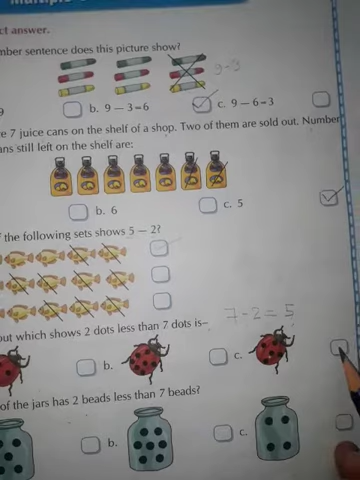 ct answer.
mber sentence does this picture show?
9-3
9
b. 9 — 3=6
c. 9 – 6=3
e 7 juice cans on the shelf of a shop. Two of them are sold out. Number
ans still left on the shelf are:
b. 6
c. 5
f the following sets shows 5 – 2?
7-2=5
out which shows 2 dots less than 7 dots is–
b.
c.
of the jars has 2 beads less than 7 beads?
b.
c.